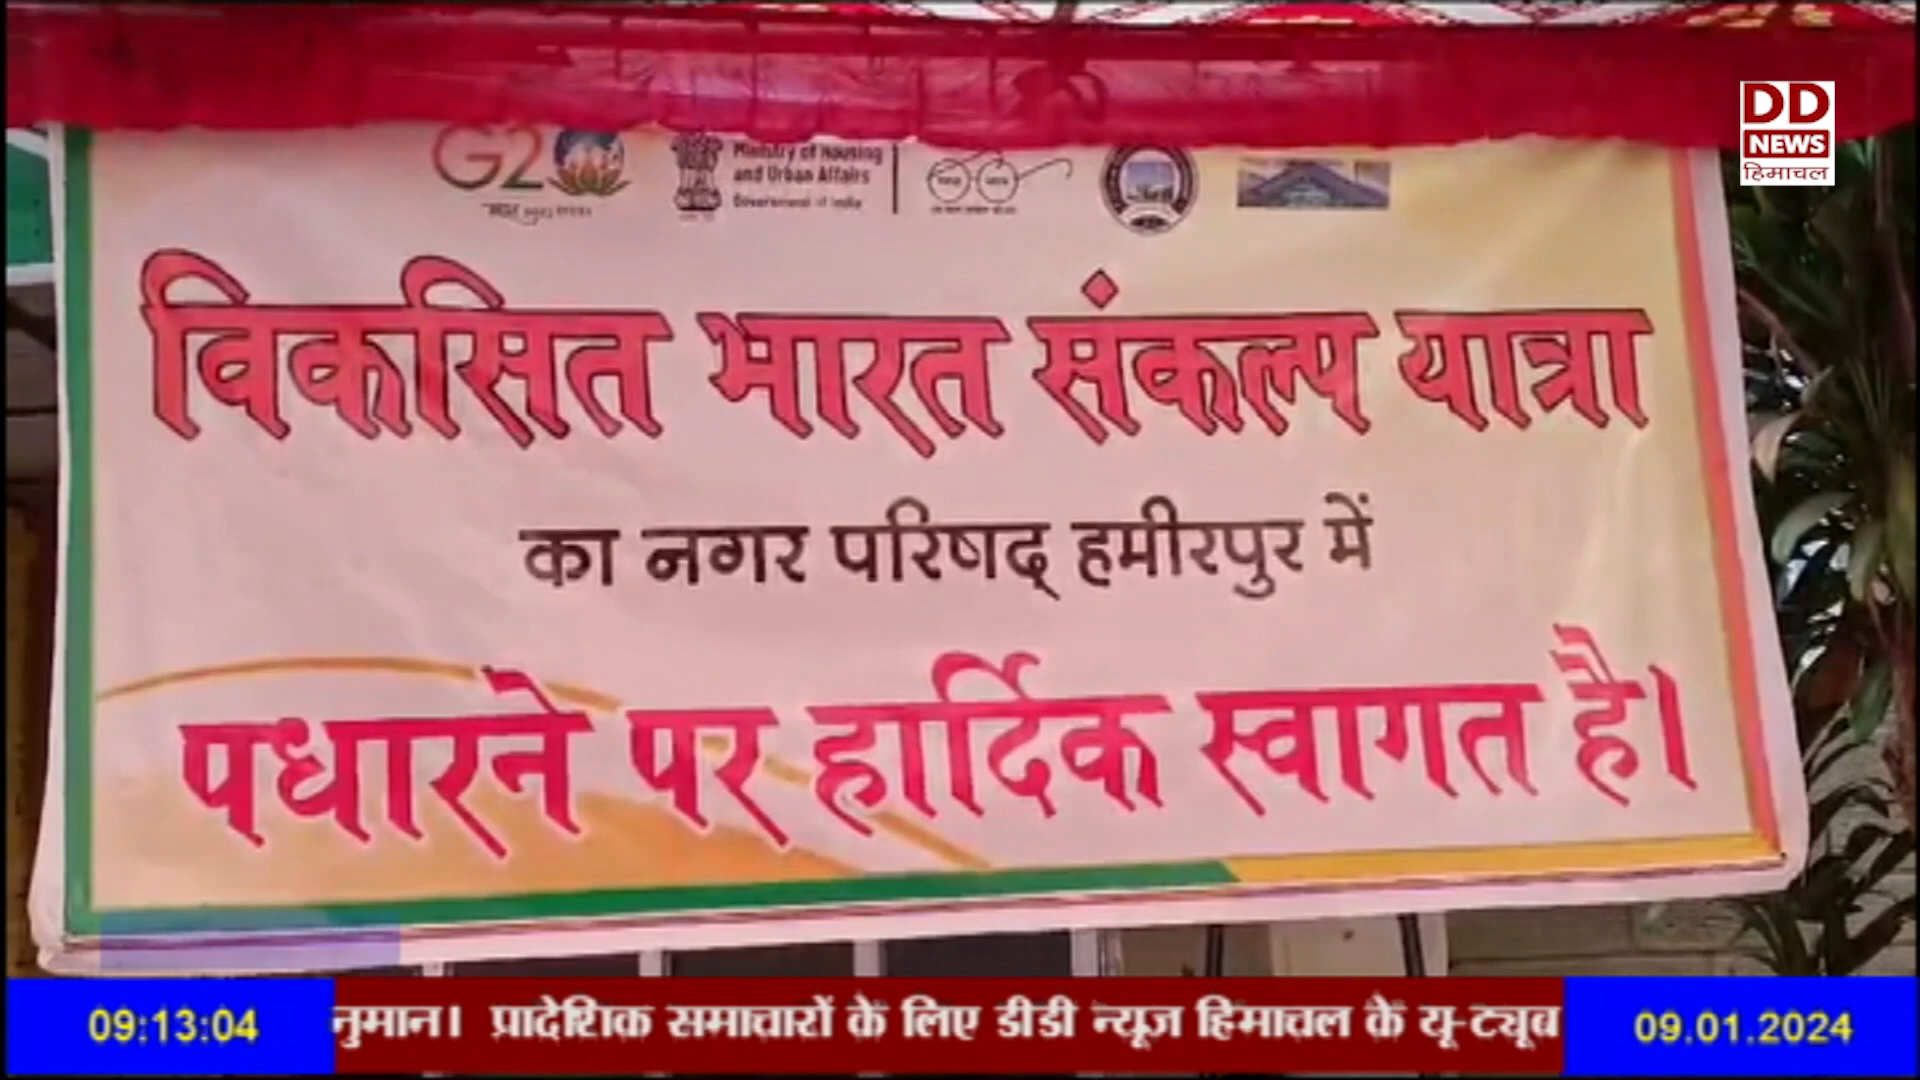 DD
NEWS
हिमाचल
G20
Ministry of Housing
and Urban Affairs
Government of India
विकसित भारत संकल्प यात्रा
का नगर परिषद् हमीरपुर में
पधारने पर हार्दिक स्वागत है।
09:13:04
नुमान। प्रादेशिक समाचारों के लिए डीडी न्यूज़ हिमाचल के यू-ट्यूब
09.01.2024